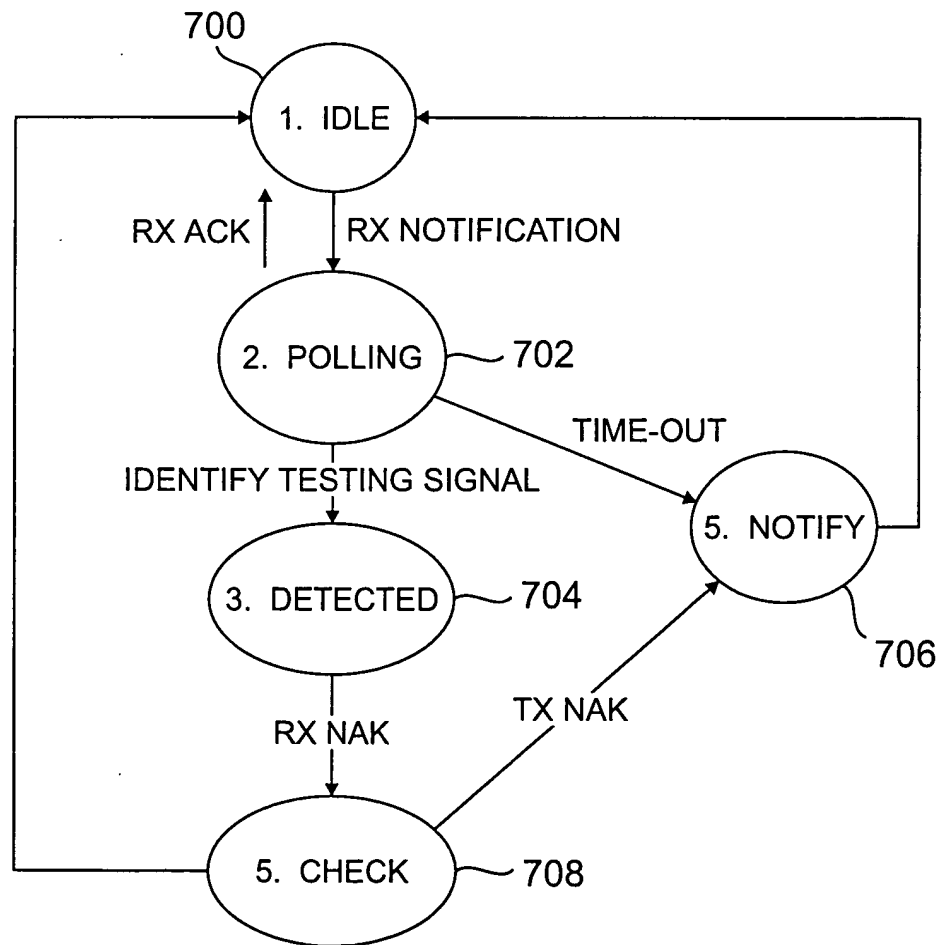 700
1. IDLE
RX ACK
RX NOTIFICATION
2. POLLING
702
TIME-OUT
IDENTIFY TESTING SIGNAL
5. NOTIFY
3. DETECTED
704
706
TX NAK
RX NAK
5. CHECK
708